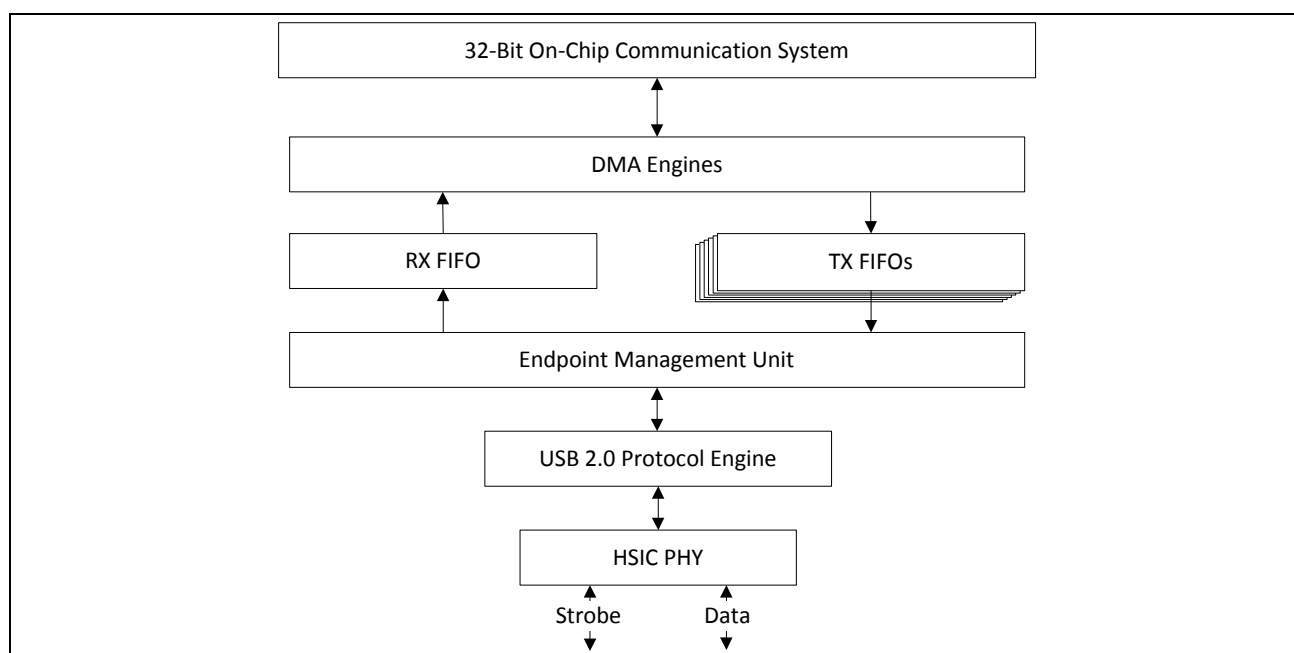 32-Bit On-Chip Communication System
DMA Engines
RX FIFO
TX FIFOs
Endpoint Management Unit
USB 2.0 Protocol Engine
HSIC PHY
Strobe
Data